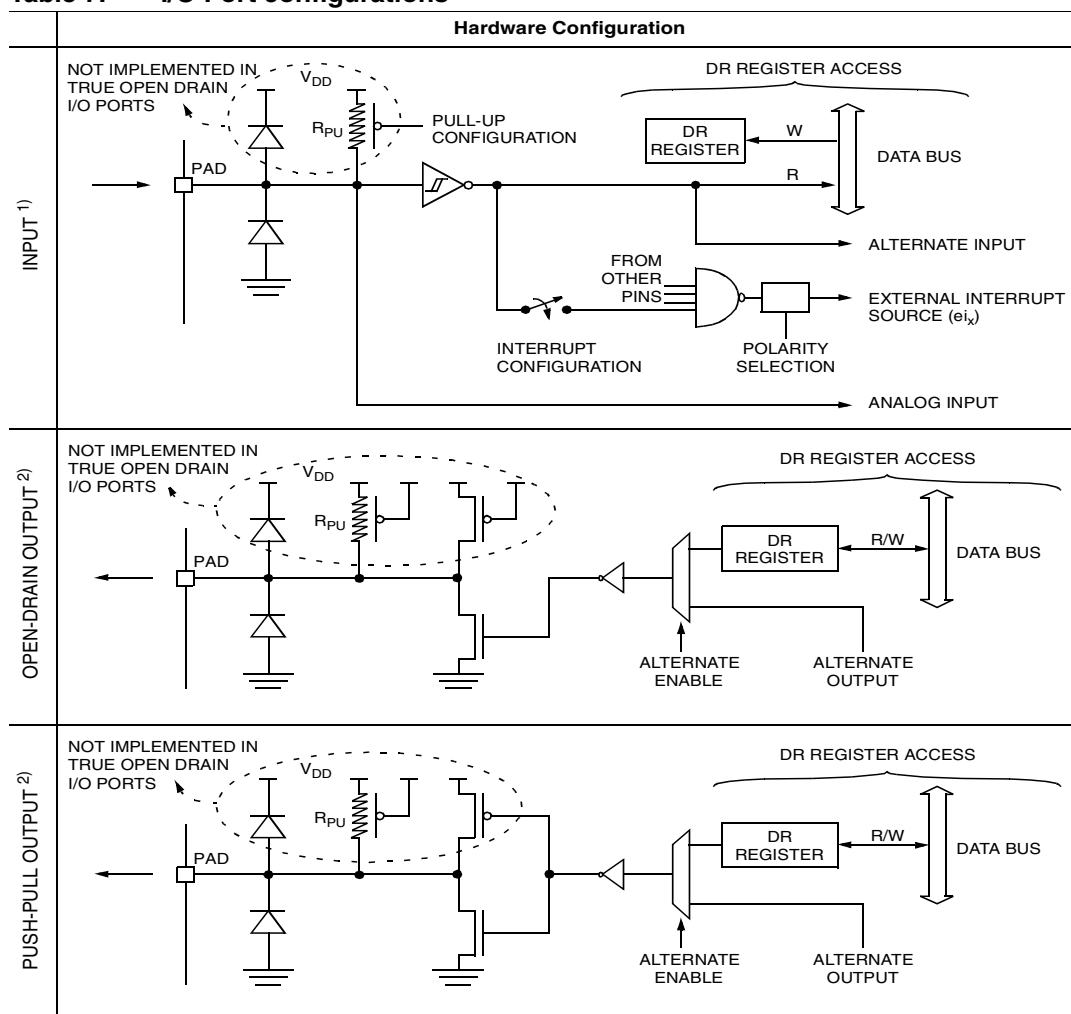 Hardware Configuration
INPUT 1)
NOT IMPLEMENTED IN
TRUE OPEN DRAIN
I/O PORTS
VDD
RPU
PULL-UP
CONFIGURATION
PAD
DR REGISTER ACCESS
DR
REGISTER
W
R
DATA BUS
ALTERNATE INPUT
FROM
OTHER
PINS
EXTERNAL INTERRUPT
SOURCE (eix)
INTERRUPT
CONFIGURATION
POLARITY
SELECTION
ANALOG INPUT
OPEN-DRAIN OUTPUT 2)
NOT IMPLEMENTED IN
TRUE OPEN DRAIN
I/O PORTS
VDD
RPU
PAD
DR REGISTER ACCESS
DR
REGISTER
R/W
DATA BUS
ALTERNATE
ENABLE
ALTERNATE
OUTPUT
PUSH-PULL OUTPUT 2)
NOT IMPLEMENTED IN
TRUE OPEN DRAIN
I/O PORTS
VDD
RPU
PAD
DR REGISTER ACCESS
DR
REGISTER
R/W
DATA BUS
ALTERNATE
ENABLE
ALTERNATE
OUTPUT